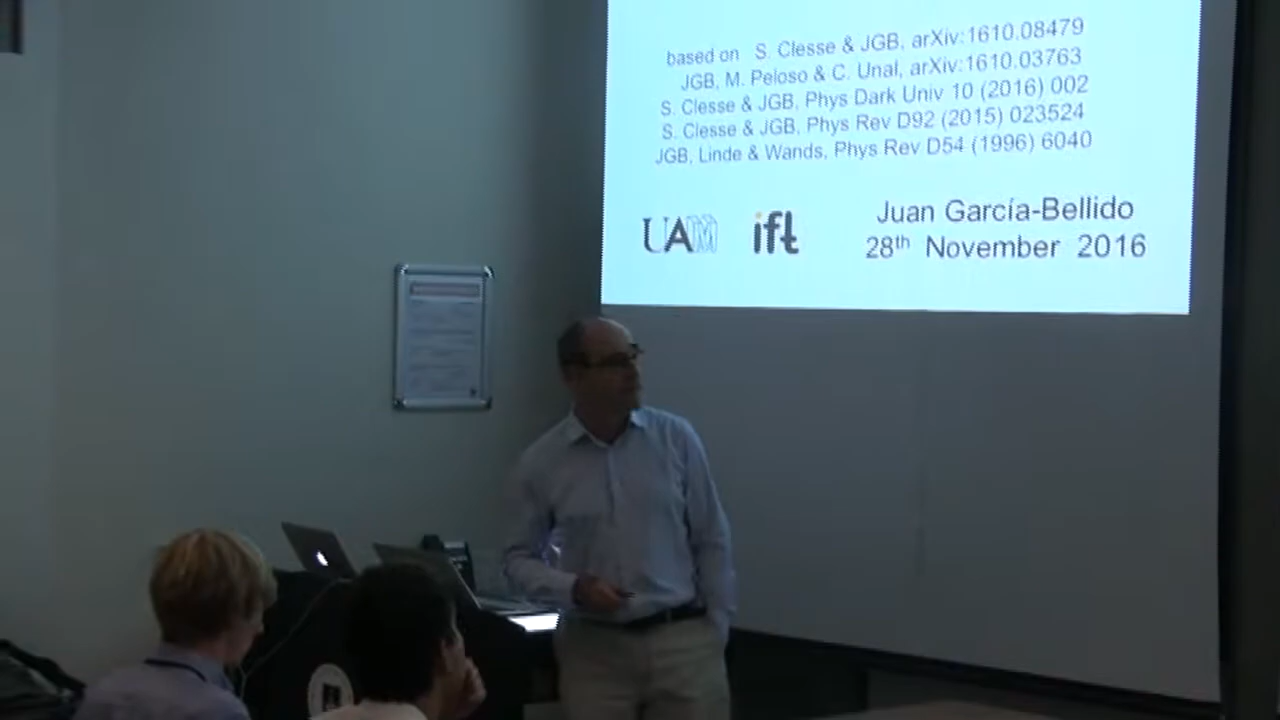 based on S. Clesse & JGB, arXiv:1610.08479
JGB, M. Peloso & C. Unal, arXiv:1610.03763
S. Clesse & JGB, Phys Dark Univ 10 (2016) 002
S. Clesse & JGB, Phys Rev D92 (2015) 023524
JGB, Linde & Wands, Phys Rev D54 (1996) 6040
UAM ift
Juan García-Bellido
28th November 2016